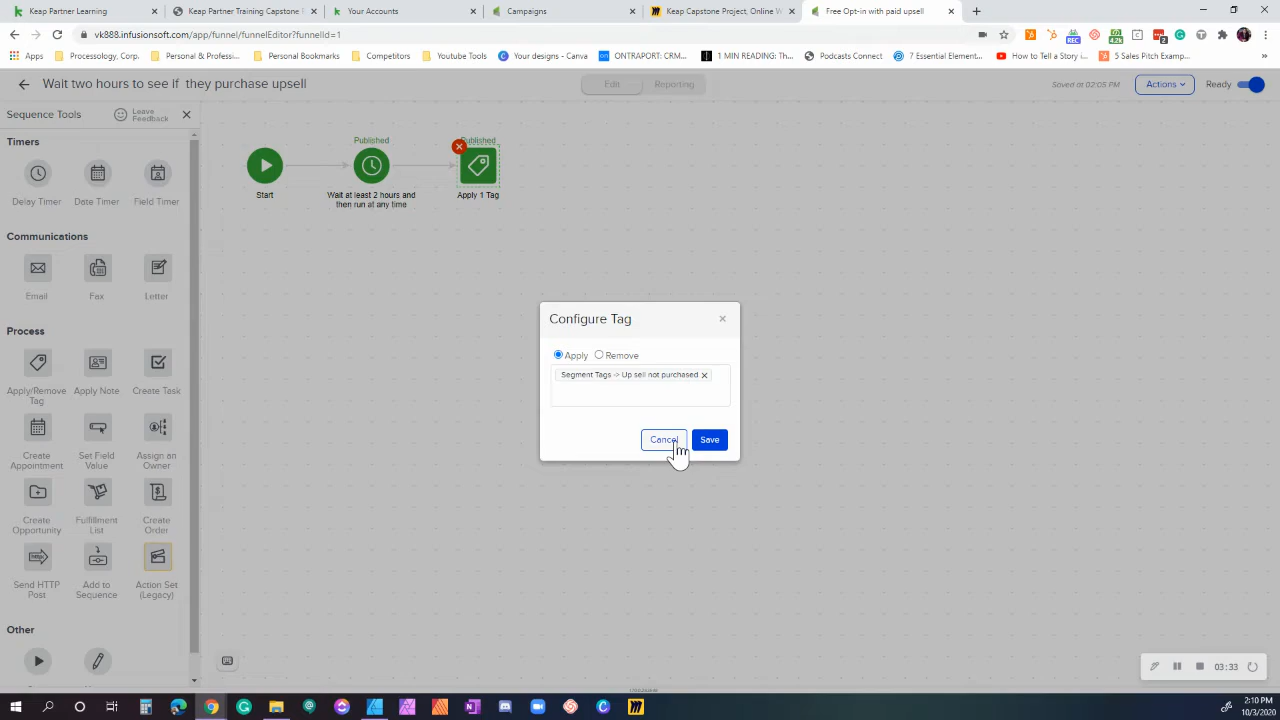 Keap Partner Learning
Keap Partner Training Capstone E
Your Accounts
Campaigns
Keap Capstone Project, Online W
Free Opt-in with paid upsell
vk888.infusionsoft.com/app/funnel/funnelEditor?funnelId=1
Apps
Processology. Corp.
Personal & Professio...
Personal Bookmarks
Competitors
Youtube Tools
Your designs - Canva
ONTRAPORT: CRM...
1 MIN READING: Th...
Podcasts Connect
7 Essential Element...
How to Tell a Story i...
5 Sales Pitch Examp...
»
Wait two hours to see If they purchase upsell
Edit
Reporting
Saved at 02:05 PM
Actions
Ready
Sequence Tools
Leave
Feedback
Timers
Delay Timer
Date Timer
Field Timer
Communications
Email
Fax
Letter
Process
Apply/Remove
Tag
Apply Note
Create Task
Create
Appointment
Set Field
Value
Assign an
Owner
Create
Opportunity
Fulfillment
List
Create
Order
Send HTTP
Post
Add to
Sequence
Action Set
(Legacy)
Other
Published
Published
Start
Wait at least 2 hours and
then run at any time
Apply 1 Tag
Configure Tag
Apply
Remove
Segment Tags -> Up sell not purchased
Cancel
Save
03:33
2:10 PM
10/3/2020